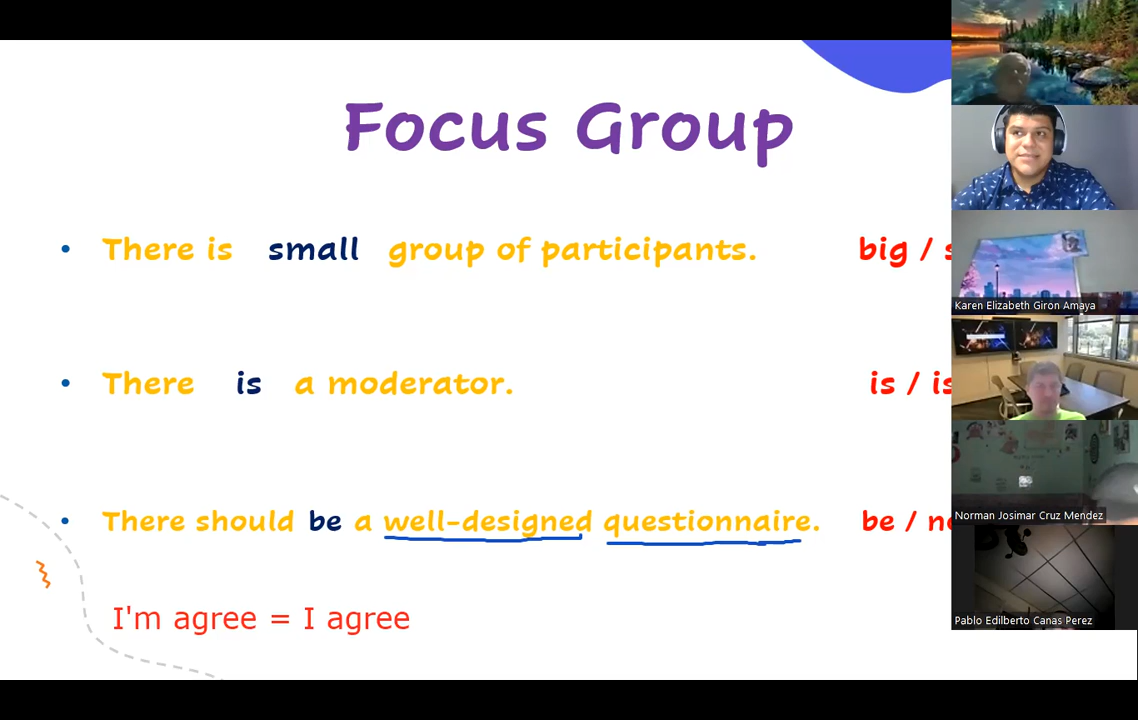 Focus Group
• There is small group of participants. big / s
• There is a moderator. is / is
• There should be a well-designed questionnaire. be / no
I'm agree = I agree
Karen Elizabeth Giron Amaya
Norman Josimar Cruz Mendez
Pablo Edilberto Canas Perez